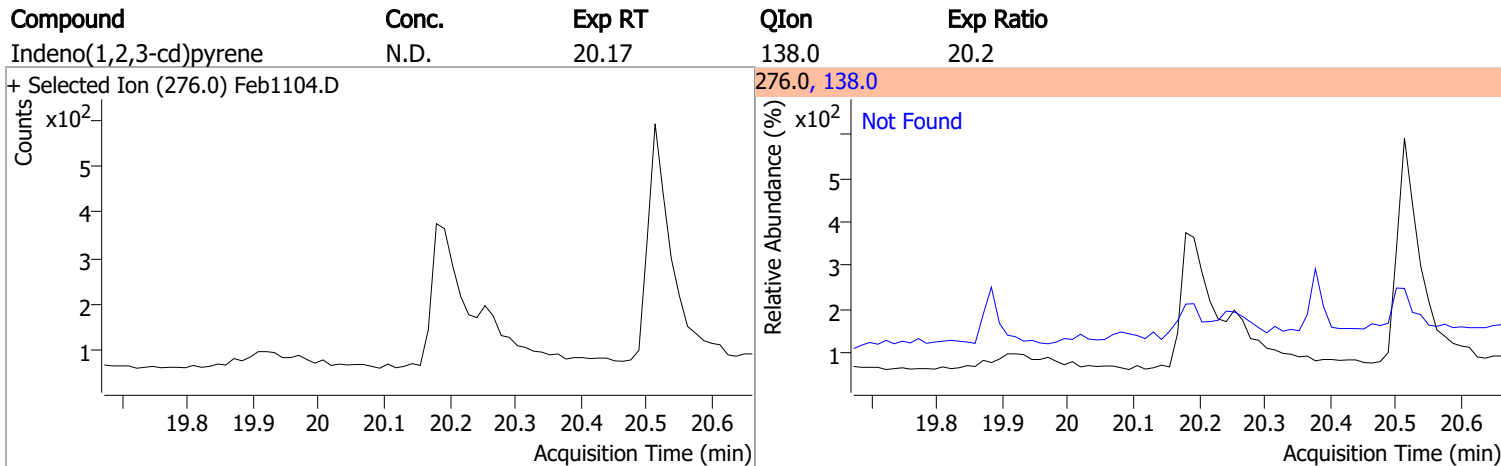 Compound Conc. Exp RT QIon Exp Ratio
Indeno(1,2,3-cd)pyrene N.D. 20.17 138.0 20.2
+ Selected Ion (276.0) Feb1104.D
Counts
x10²
5
4
3
2
1
19.8 19.9 20 20.1 20.2 20.3 20.4 20.5 20.6
Acquisition Time (min)
276.0, 138.0
Relative Abundance (%)
x10²
Not Found
5
4
3
2
1
19.8 19.9 20 20.1 20.2 20.3 20.4 20.5 20.6
Acquisition Time (min)